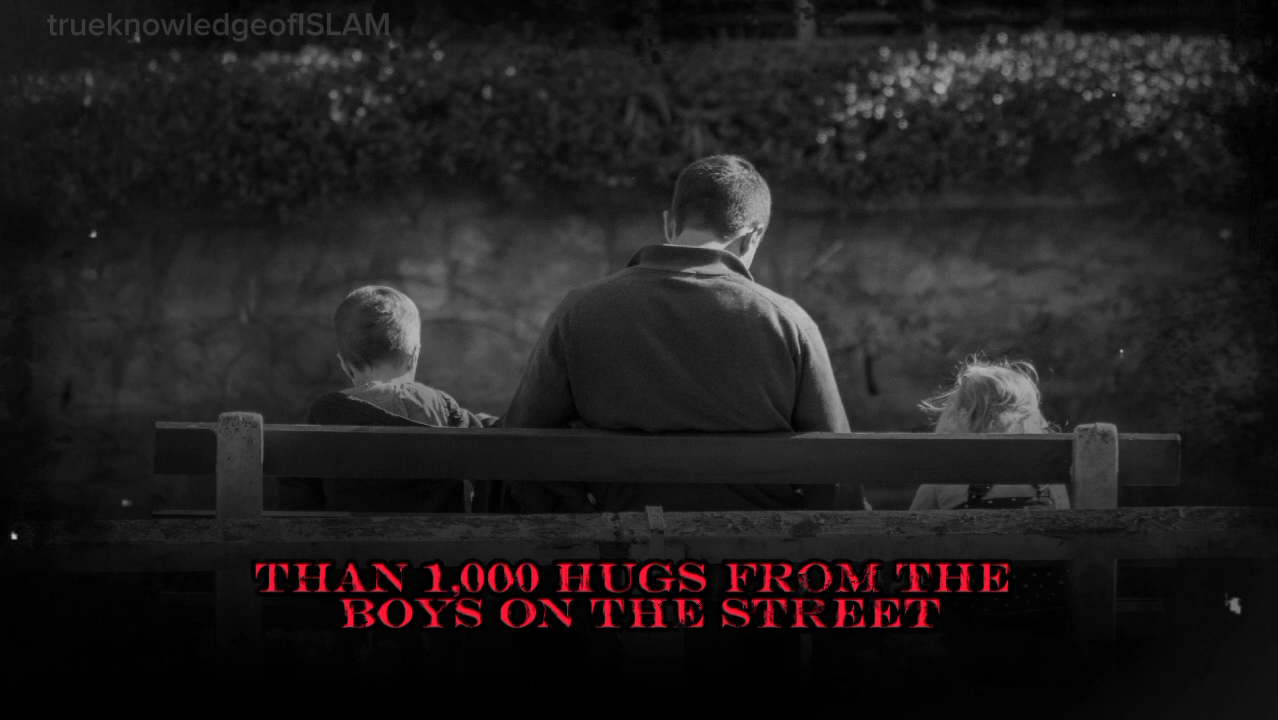 trueknowledgeofISLAM
THAN 1,000 HUGS FROM THE
BOYS ON THE STREET